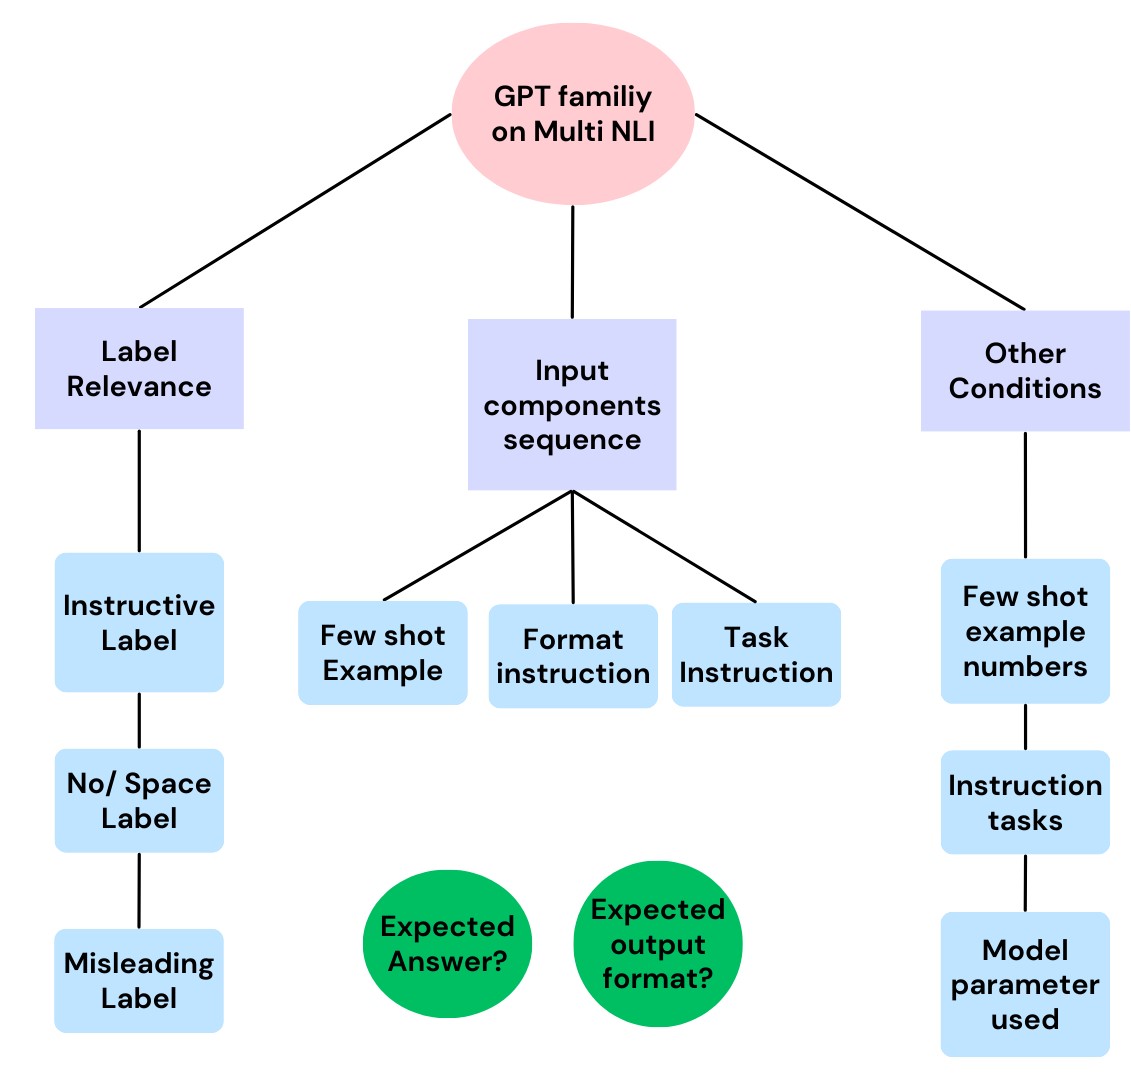 GPT familiy
on Multi NLI
Label
Relevance
Input
components
sequence
Other
Conditions
Instructive
Label
Few shot
Example
Format
instruction
Task
Instruction
Few shot
example
numbers
No/ Space
Label
Instruction
tasks
Expected
Answer?
Expected
output
format?
Misleading
Label
Model
parameter
used